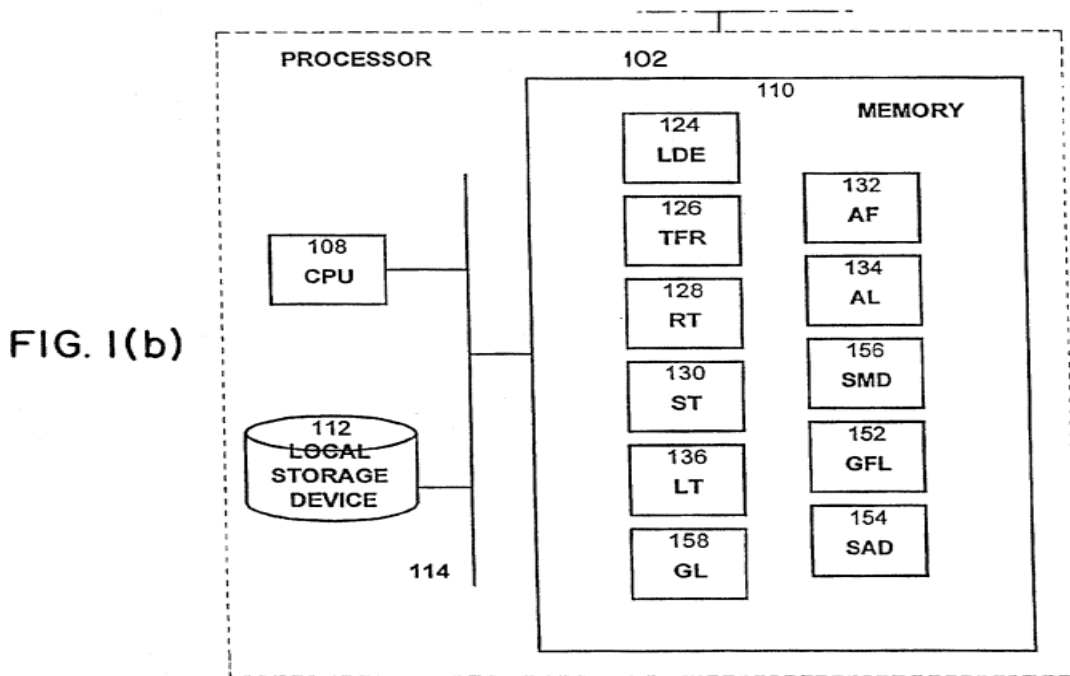 PROCESSOR 102
110
MEMORY
124
LDE
126
TFR
128
RT
130
ST
136
LT
158
GL
132
AF
134
AL
156
SMD
152
GFL
154
SAD
108
CPU
112
LOCAL
STORAGE
DEVICE
114
FIG. 1(b)